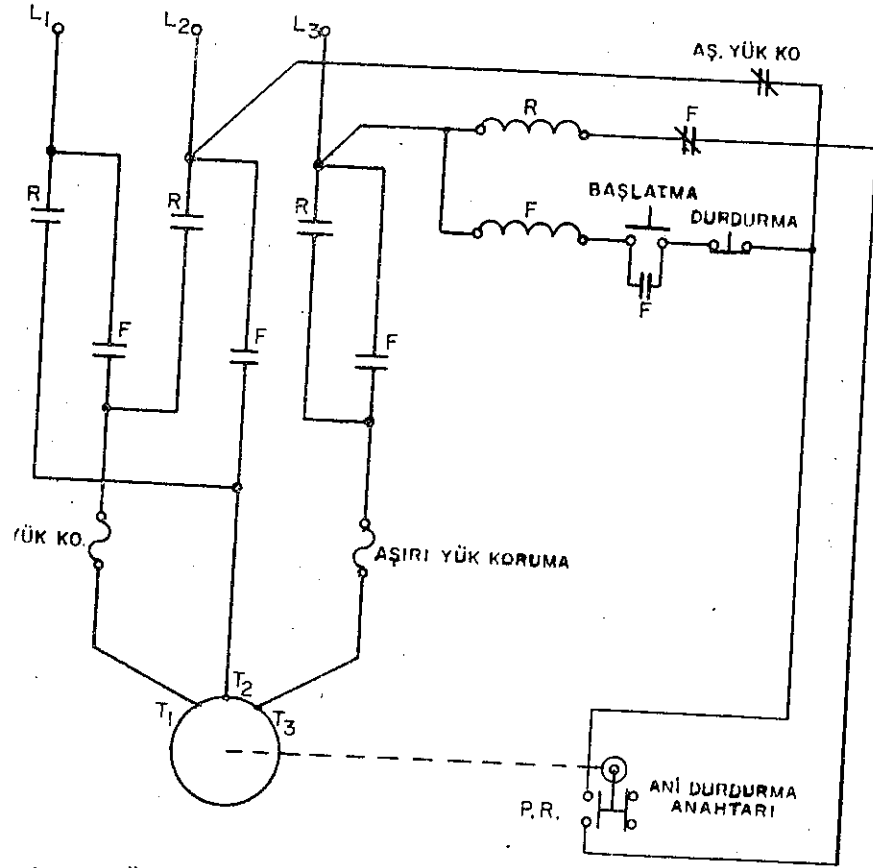 L1
L2
L3
AŞ. YÜK KO
R
F
BAŞLATMA
DURDURMA
F
F
R
R
R
F
F
F
YÜK KO.
AŞIRI YÜK KORUMA
T1
T2
T3
P.R.
ANİ DURDURMA
ANAHTARI